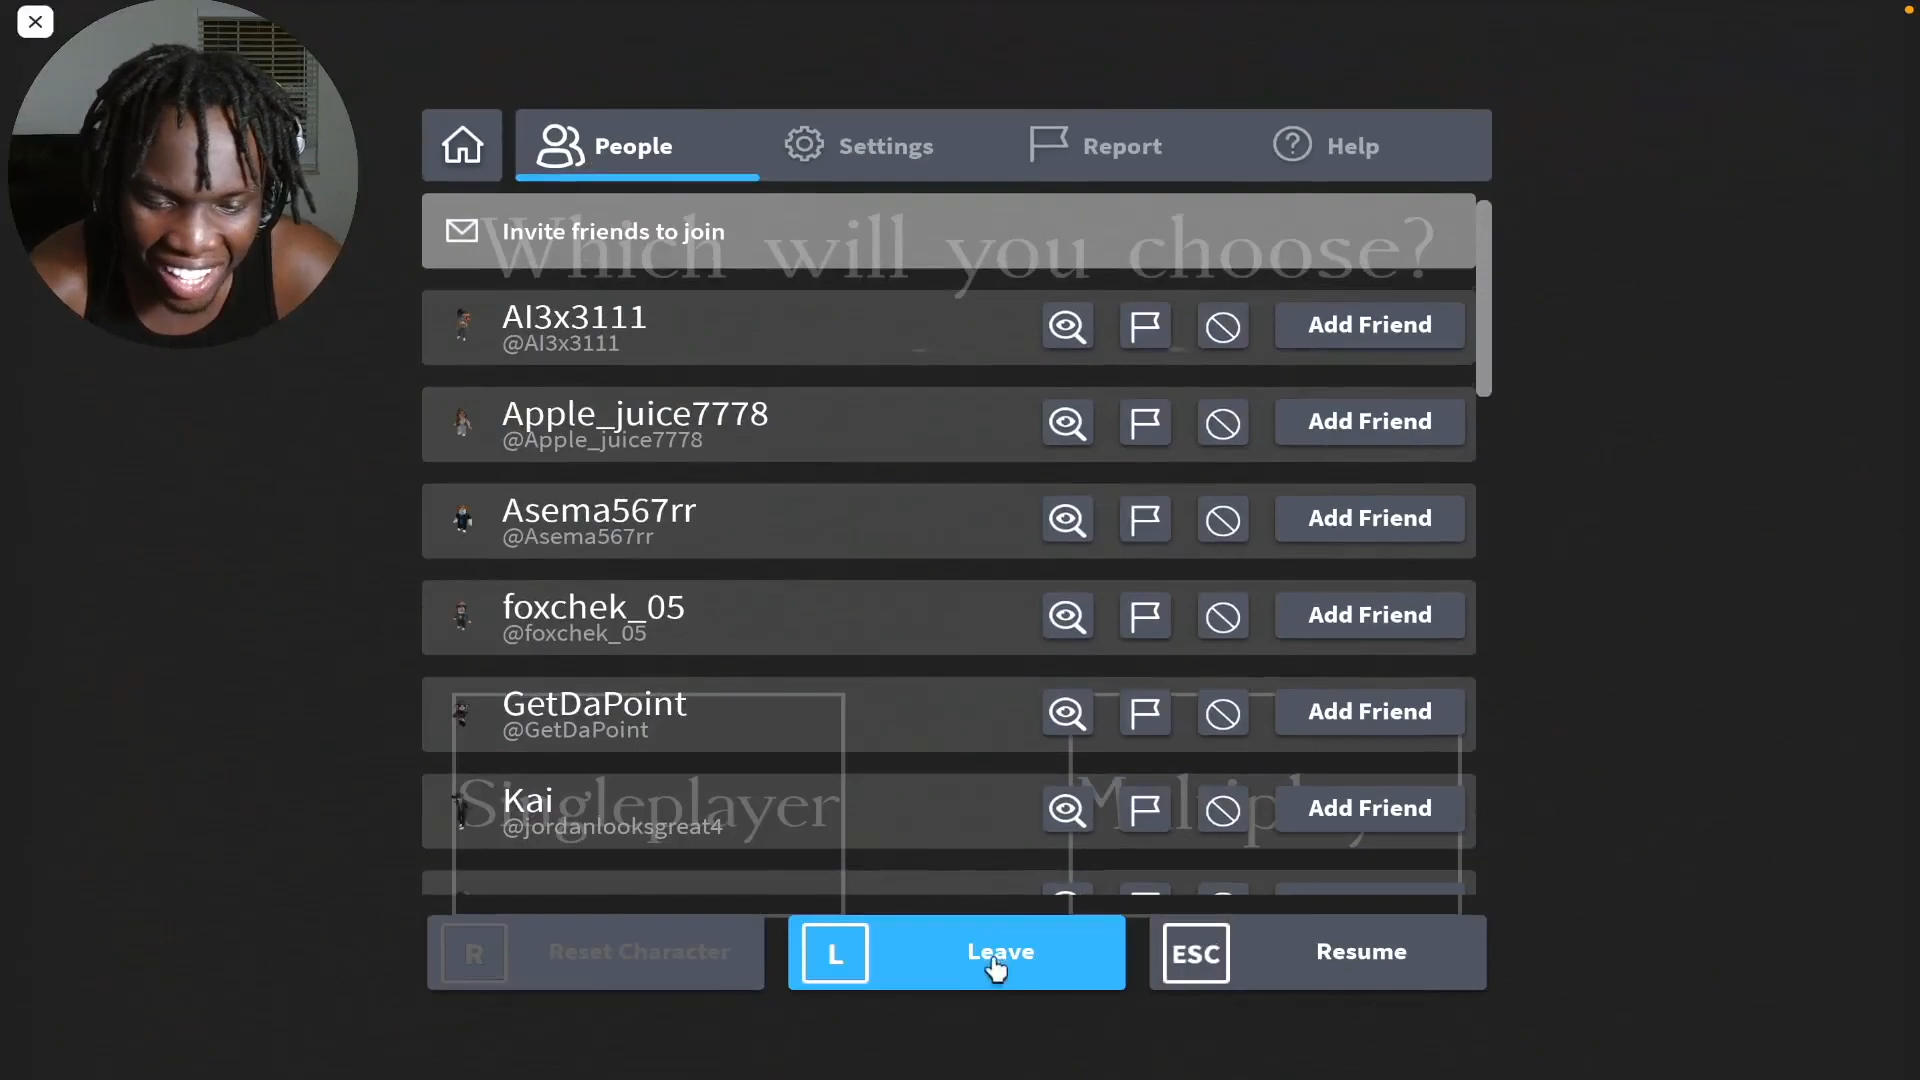 People
Settings
Report
Help
Invite friends to join
Which will you choose?
AI3x3111
@AI3x3111
Add Friend
Apple_juice7778
@Apple_juice7778
Add Friend
Asema567rr
@Asema567rr
Add Friend
foxchek_05
@foxchek_05
Add Friend
GetDaPoint
@GetDaPoint
Add Friend
Kai
@jordanlooksgreat4
Add Friend
Singleplayer
R Reset Character
L Leave
ESC Resume